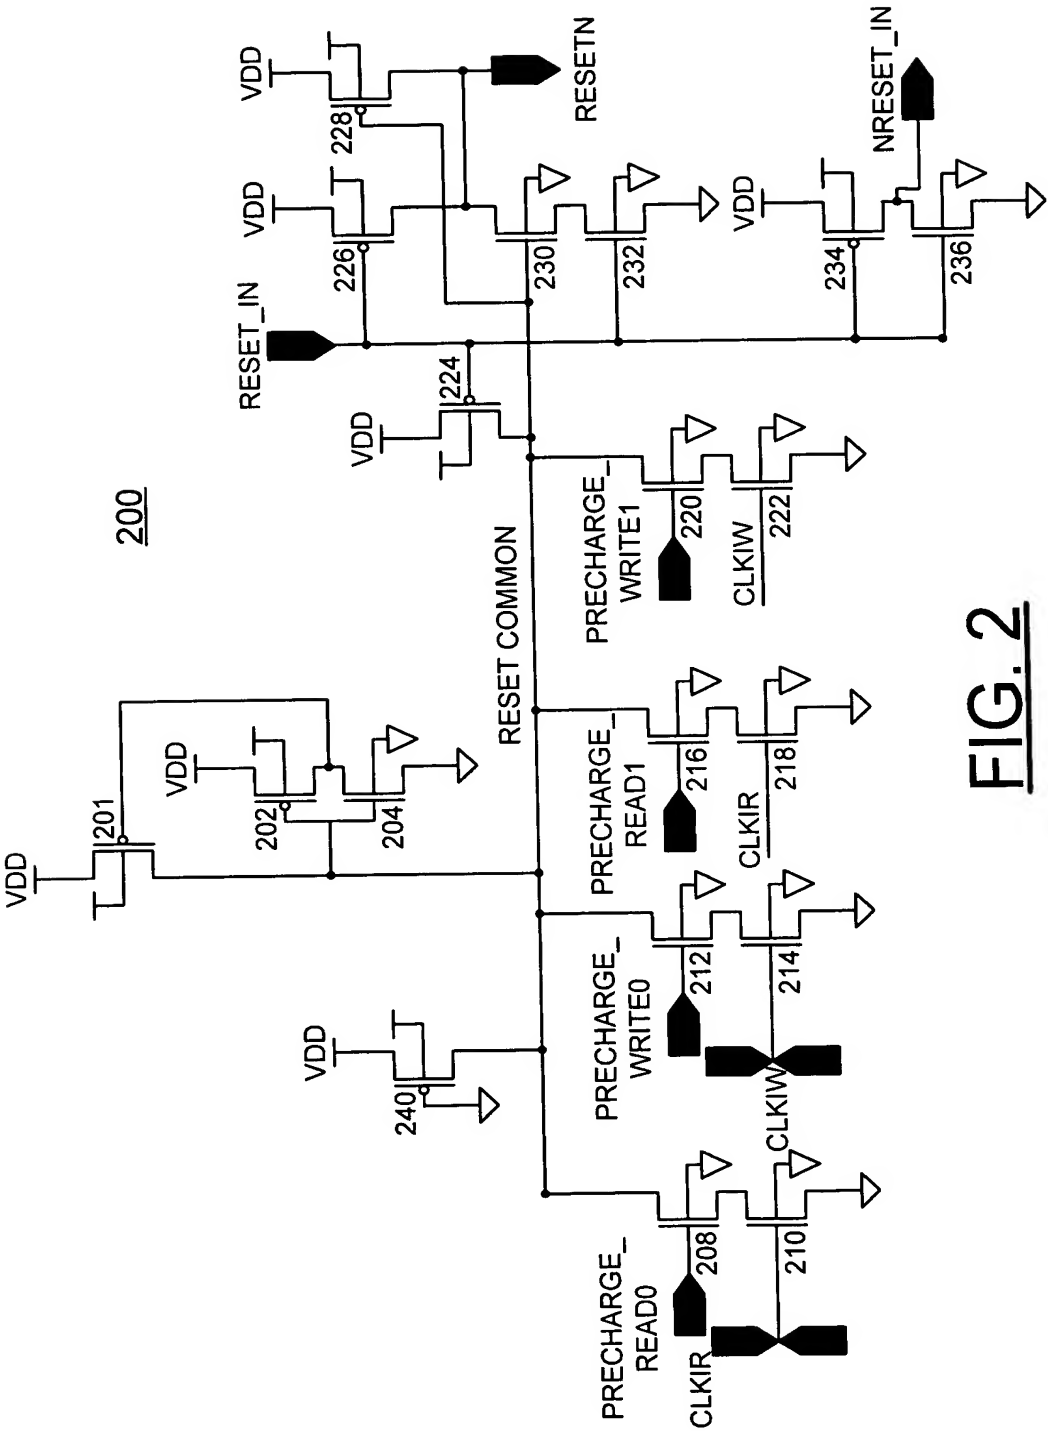 200
VDD
201
VDD
202
204
VDD
240
RESET COMMON
VDD
224
RESET_IN
VDD
226
VDD
228
RESETN
230
232
VDD
234
236
NRESET_IN
PRECHARGE_
READ0
208
CLKIR
210
PRECHARGE_
WRITE0
212
CLKIW
214
PRECHARGE_
READ1
216
CLKIR
218
PRECHARGE_
WRITE1
220
CLKIW
222
FIG. 2